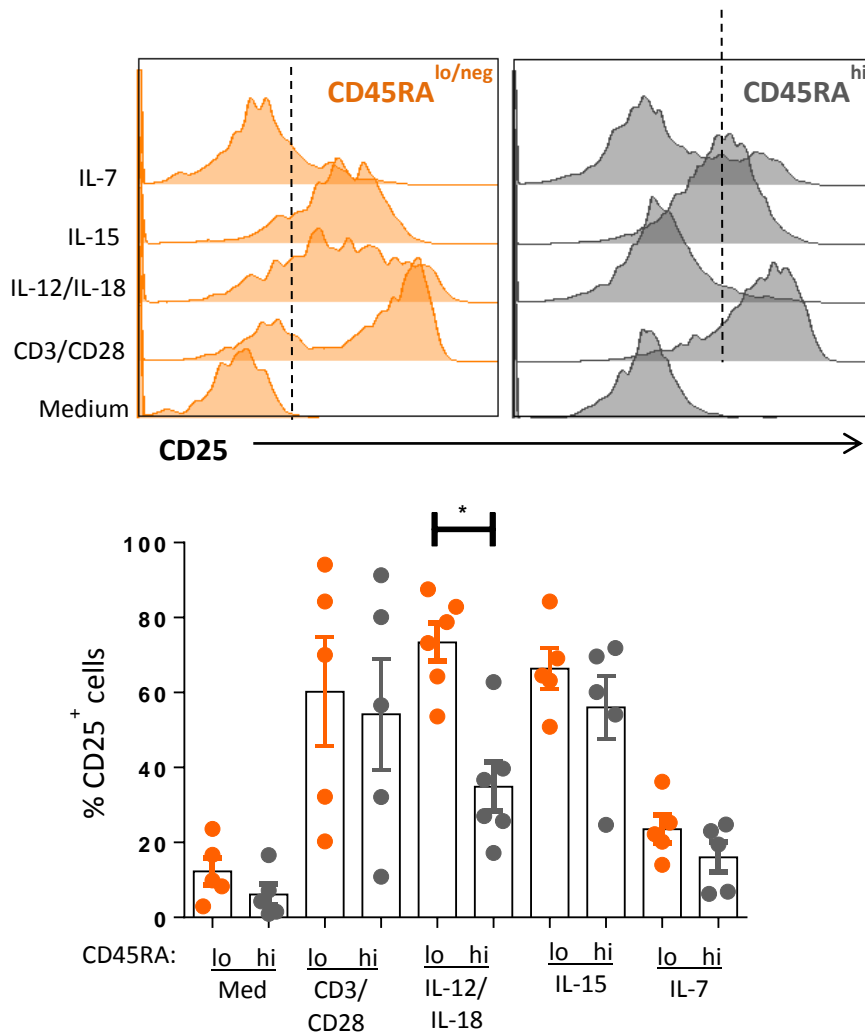 CD45RA lo/neg
CD45RA hi
IL-7
IL-15
IL-12/IL-18
CD3/CD28
Medium
CD25
*
100
80
60
40
20
0
% CD25+ cells
CD45RA: lo hi lo hi lo hi lo hi lo hi
Med CD3/ IL-12/ IL-15 IL-7
CD28 IL-18